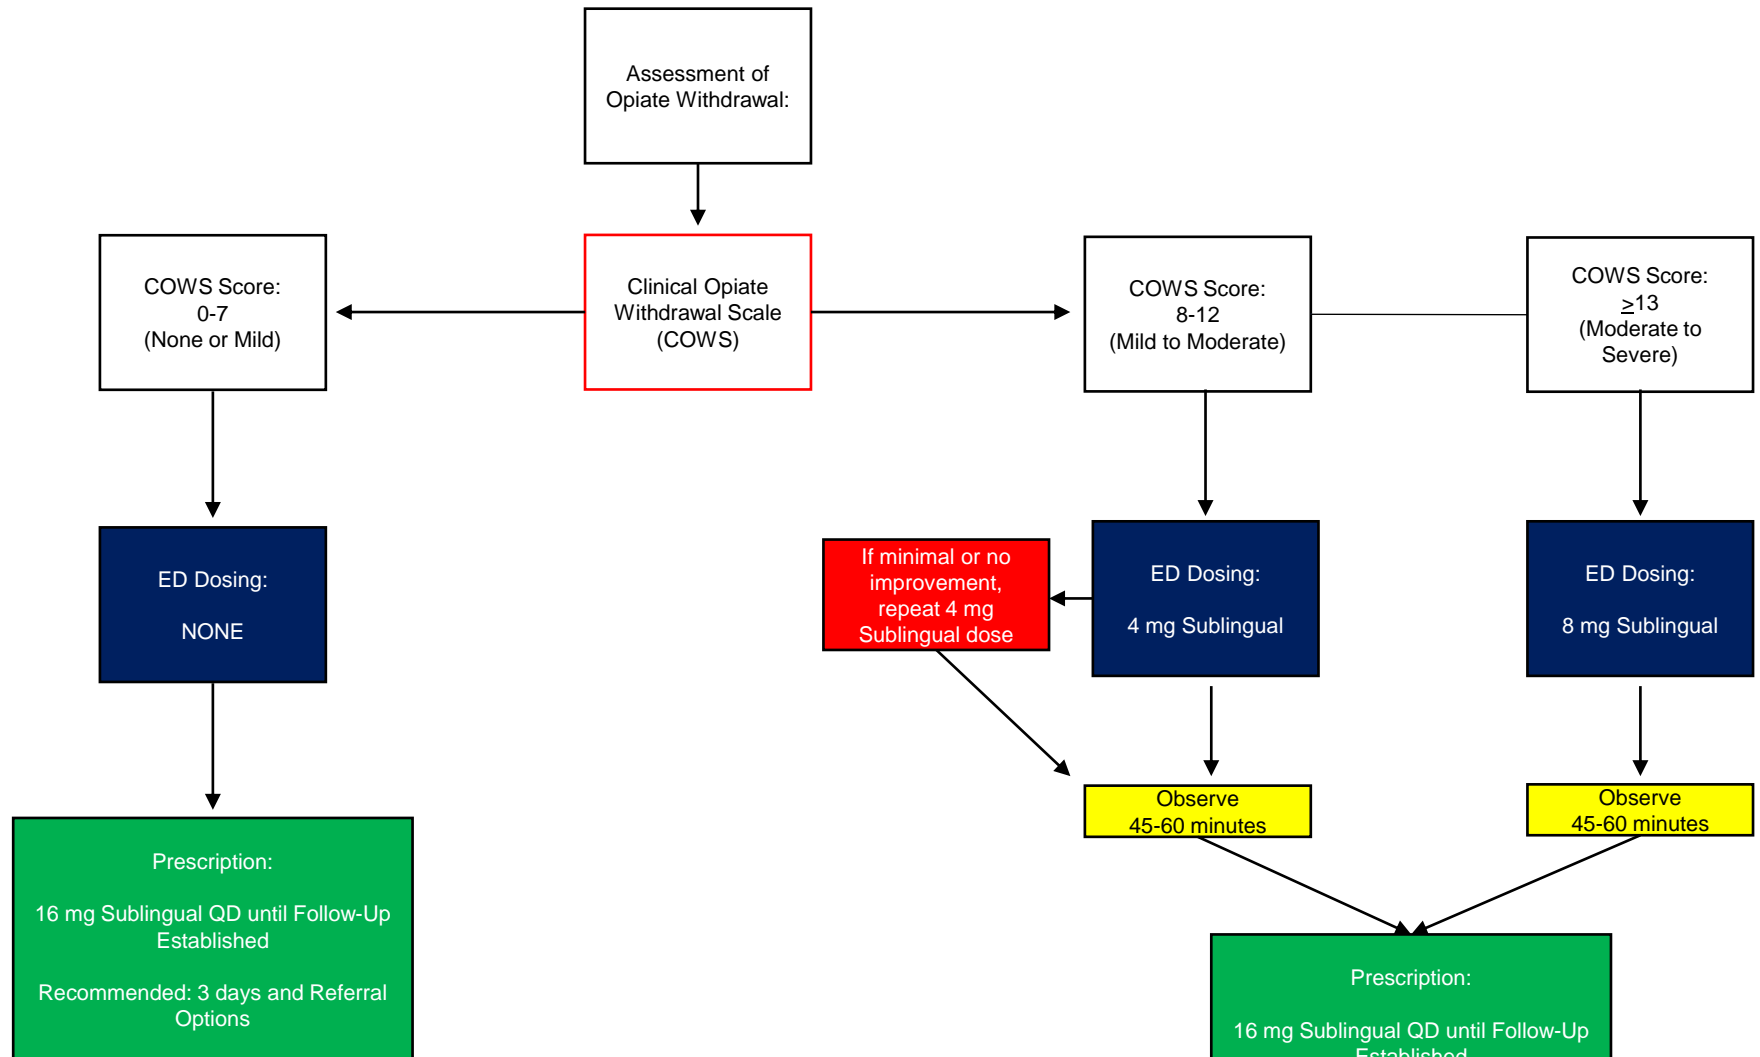 Assessment of
Opiate Withdrawal:
COWS Score:
0-7
(None or Mild)
Clinical Opiate
Withdrawal Scale
(COWS)
COWS Score:
8-12
(Mild to Moderate)
COWS Score:
≥13
(Moderate to
Severe)
ED Dosing:
NONE
If minimal or no
improvement,
repeat 4 mg
Sublingual dose
ED Dosing:
4 mg Sublingual
ED Dosing:
8 mg Sublingual
Observe
45-60 minutes
Observe
45-60 minutes
Prescription:
16 mg Sublingual QD until Follow-Up
Established
Recommended: 3 days and Referral
Options
Prescription:
16 mg Sublingual QD until Follow-Up
Established